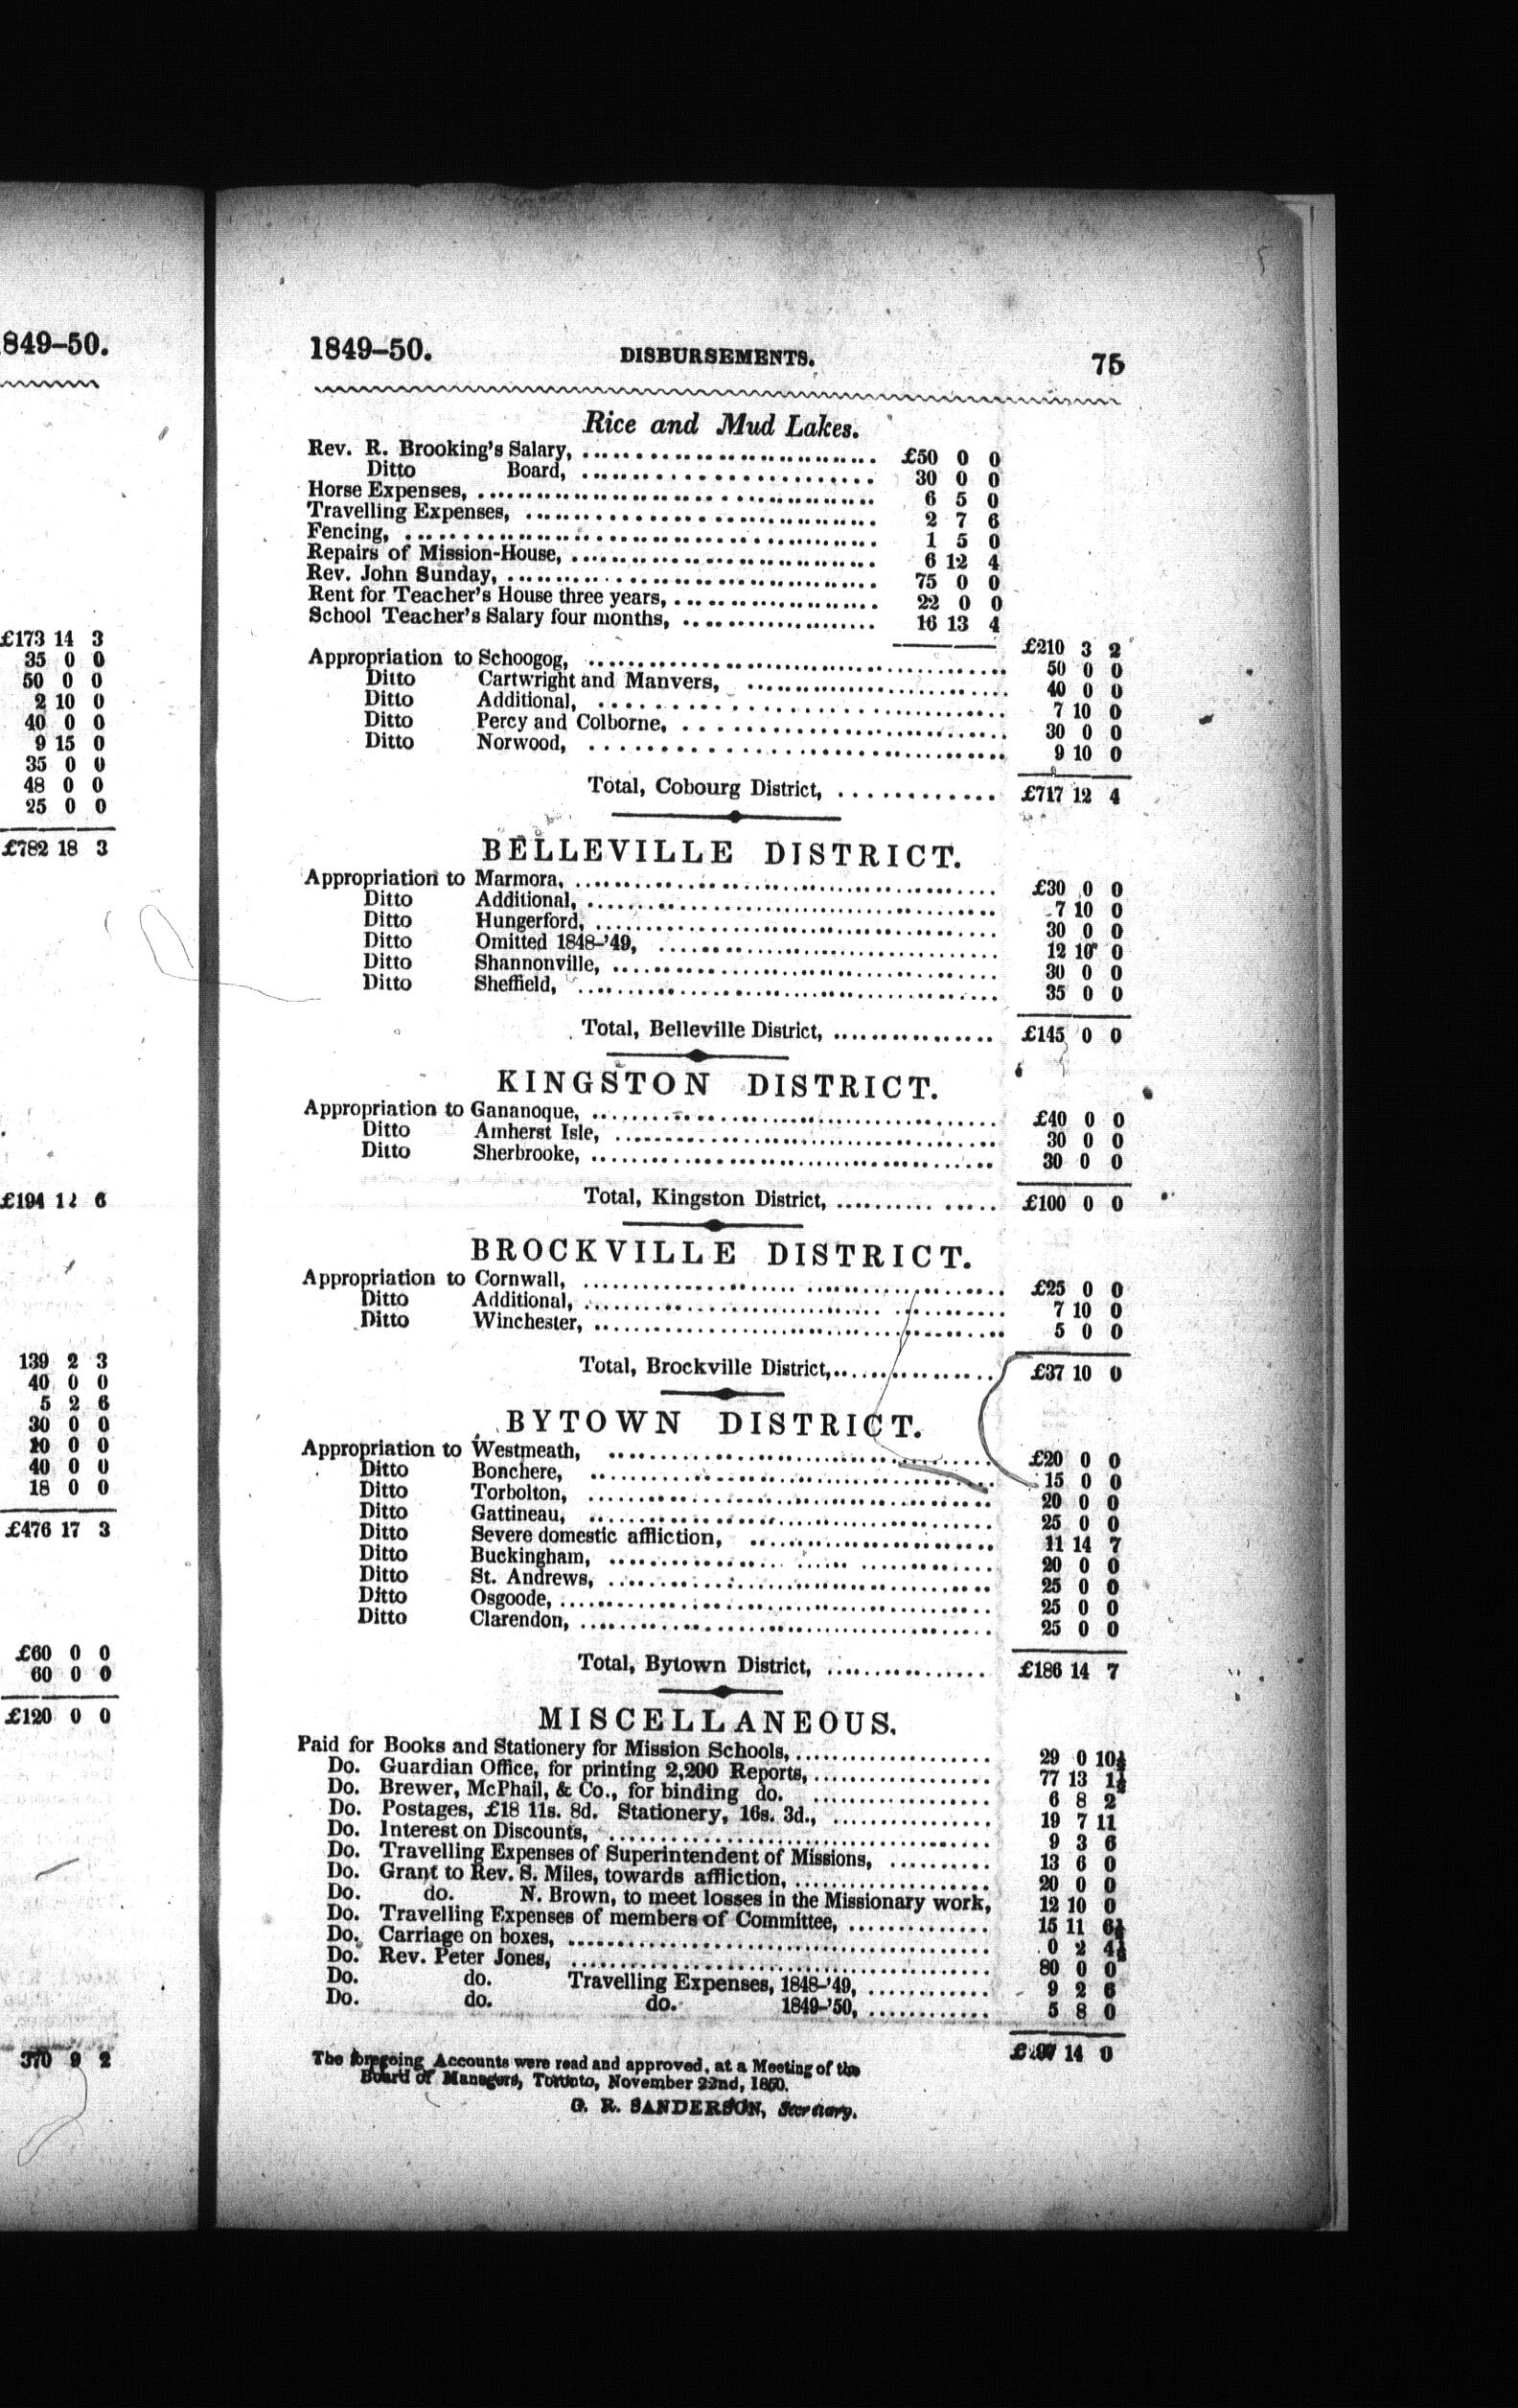 849–50.
£173 14 3
35 0 0
50 0 0
2 10 0
40 0 0
9 15 0
35 0 0
48 0 0
25 0 0
£782 18 3
£194 12 6
139 2 3
40 0 0
5 2 6
30 0 0
20 0 0
40 0 0
18 0 0
£476 17 3
£60 0 0
60 0 0
£120 0 0
370 9 2
1849–50. DISBURSEMENTS. 75
Rice and Mud Lakes.
Rev. R. Brooking's Salary, £50 0 0
Ditto Board, 30 0 0
Horse Expenses, 6 5 0
Travelling Expenses, 2 7 6
Fencing, 1 5 0
Repairs of Mission-House, 6 12 4
Rev. John Sunday, 75 0 0
Rent for Teacher's House three years, 22 0 0
School Teacher's Salary four months, 16 13 4
£210 3 2
Appropriation to Schoogog, 50 0 0
Ditto Cartwright and Manvers, 40 0 0
Ditto Additional, 7 10 0
Ditto Percy and Colborne, 30 0 0
Ditto Norwood, 9 10 0
Total, Cobourg District, £717 12 4
BELLEVILLE DISTRICT.
Appropriation to Marmora, £30 0 0
Ditto Additional, 7 10 0
Ditto Hungerford, 30 0 0
Ditto Omitted 1848–'49, 12 10 0
Ditto Shannonville, 30 0 0
Ditto Sheffield, 35 0 0
Total, Belleville District, £145 0 0
KINGSTON DISTRICT.
Appropriation to Gananoque, £40 0 0
Ditto Amherst Isle, 30 0 0
Ditto Sherbrooke, 30 0 0
Total, Kingston District, £100 0 0
BROCKVILLE DISTRICT.
Appropriation to Cornwall, £25 0 0
Ditto Additional, 7 10 0
Ditto Winchester, 5 0 0
Total, Brockville District, £37 10 0
BYTOWN DISTRICT.
Appropriation to Westmeath, £20 0 0
Ditto Bonchere, 15 0 0
Ditto Torbolton, 20 0 0
Ditto Gattineau, 25 0 0
Ditto Severe domestic affliction, 11 14 7
Ditto Buckingham, 20 0 0
Ditto St. Andrews, 25 0 0
Ditto Osgoode, 25 0 0
Ditto Clarendon, 25 0 0
Total, Bytown District, £186 14 7
MISCELLANEOUS.
Paid for Books and Stationery for Mission Schools, 29 0 10½
Do. Guardian Office, for printing 2,200 Reports, 77 13 1½
Do. Brewer, McPhail, & Co., for binding do. 6 8 2
Do. Postages, £18 11s. 8d. Stationery, 16s. 3d., 19 7 11
Do. Interest on Discounts, 9 3 6
Do. Travelling Expenses of Superintendent of Missions, 13 6 0
Do. Grant to Rev. S. Miles, towards affliction, 20 0 0
Do. do. N. Brown, to meet losses in the Missionary work, 12 10 0
Do. Travelling Expenses of members of Committee, 15 11 6½
Do. Carriage on boxes, 0 2 4½
Do. Rev. Peter Jones, 80 0 0
Do. do. Travelling Expenses, 1848–'49, 9 2 6
Do. do. do. 1849–'50, 5 8 0
14 0
The foregoing Accounts were read and approved, at a Meeting of the
Board of Managers, Toronto, November 22nd, 1850.
G. R. SANDERSON, Secretary.